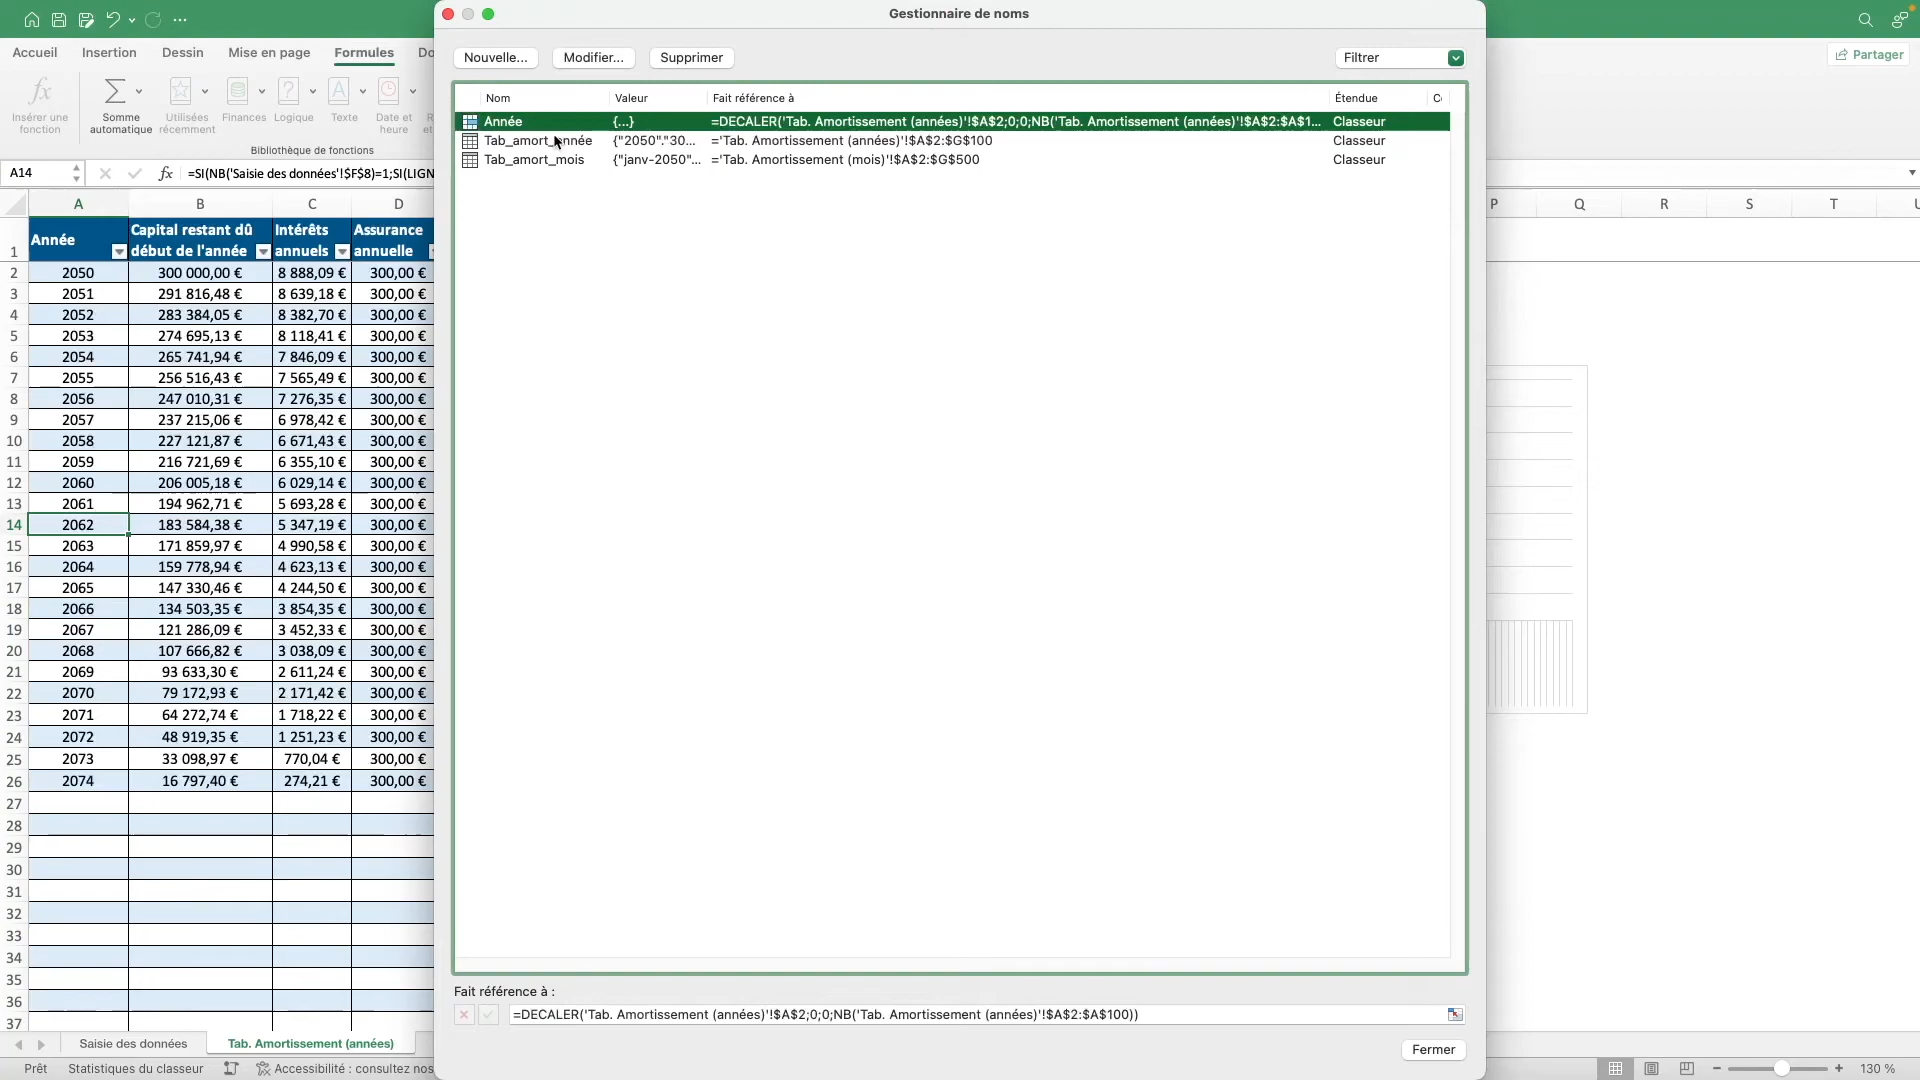 Gestionnaire de noms
Accueil
Insertion
Dessin
Mise en page
Formules
Partager
Insérer une
fonction
Somme
automatique
Utilisées
récemment
Finances
Logique
Texte
Date et
heure
Bibliothèque de fonctions
Nouvelle...
Modifier...
Supprimer
Filtrer
Nom Valeur Fait référence à Étendue
Année {...} =DECALER('Tab. Amortissement (années)'!$A$2;0;0;NB('Tab. Amortissement (années)'!$A$2:$A$1... Classeur
Tab_amort_année {"2050"."30... ='Tab. Amortissement (années)'!$A$2:$G$100 Classeur
Tab_amort_mois {"janv-2050"... ='Tab. Amortissement (mois)'!$A$2:$G$500 Classeur
A14
fx =SI(NB('Saisie des données'!$F$8)=1;SI(LIGN
A B C D P Q R S T
1 Année Capital restant dû début de l'année Intérêts annuels Assurance annuelle
2 2050 300 000,00 € 8 888,09 € 300,00 €
3 2051 291 816,48 € 8 639,18 € 300,00 €
4 2052 283 384,05 € 8 382,70 € 300,00 €
5 2053 274 695,13 € 8 118,41 € 300,00 €
6 2054 265 741,94 € 7 846,09 € 300,00 €
7 2055 256 516,43 € 7 565,49 € 300,00 €
8 2056 247 010,31 € 7 276,35 € 300,00 €
9 2057 237 215,06 € 6 978,42 € 300,00 €
10 2058 227 121,87 € 6 671,43 € 300,00 €
11 2059 216 721,69 € 6 355,10 € 300,00 €
12 2060 206 005,18 € 6 029,14 € 300,00 €
13 2061 194 962,71 € 5 693,28 € 300,00 €
14 2062 183 584,38 € 5 347,19 € 300,00 €
15 2063 171 859,97 € 4 990,58 € 300,00 €
16 2064 159 778,94 € 4 623,13 € 300,00 €
17 2065 147 330,46 € 4 244,50 € 300,00 €
18 2066 134 503,35 € 3 854,35 € 300,00 €
19 2067 121 286,09 € 3 452,33 € 300,00 €
20 2068 107 666,82 € 3 038,09 € 300,00 €
21 2069 93 633,30 € 2 611,24 € 300,00 €
22 2070 79 172,93 € 2 171,42 € 300,00 €
23 2071 64 272,74 € 1 718,22 € 300,00 €
24 2072 48 919,35 € 1 251,23 € 300,00 €
25 2073 33 098,97 € 770,04 € 300,00 €
26 2074 16 797,40 € 274,21 € 300,00 €
27
28
29
30
31
32
33
34
35
36
37
Fait référence à :
=DECALER('Tab. Amortissement (années)'!$A$2;0;0;NB('Tab. Amortissement (années)'!$A$2:$A$100))
Fermer
Saisie des données
Tab. Amortissement (années)
Prêt
Statistiques du classeur
Accessibilité : consultez nos
130 %